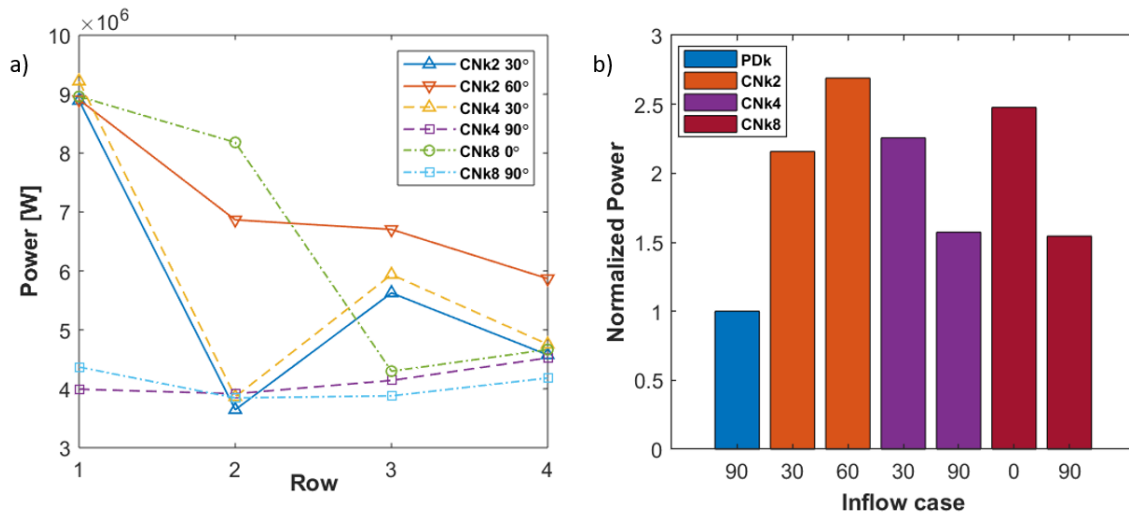 a)
×10⁶
10
9
8
7
6
5
4
3
Power [W]
1 2 3 4
Row
CNk2 30°
CNk2 60°
CNk4 30°
CNk4 90°
CNk8 0°
CNk8 90°
b)
3
2.5
2
1.5
1
0.5
0
Normalized Power
PDk
CNk2
CNk4
CNk8
90 30 60 30 90 0 90
Inflow case